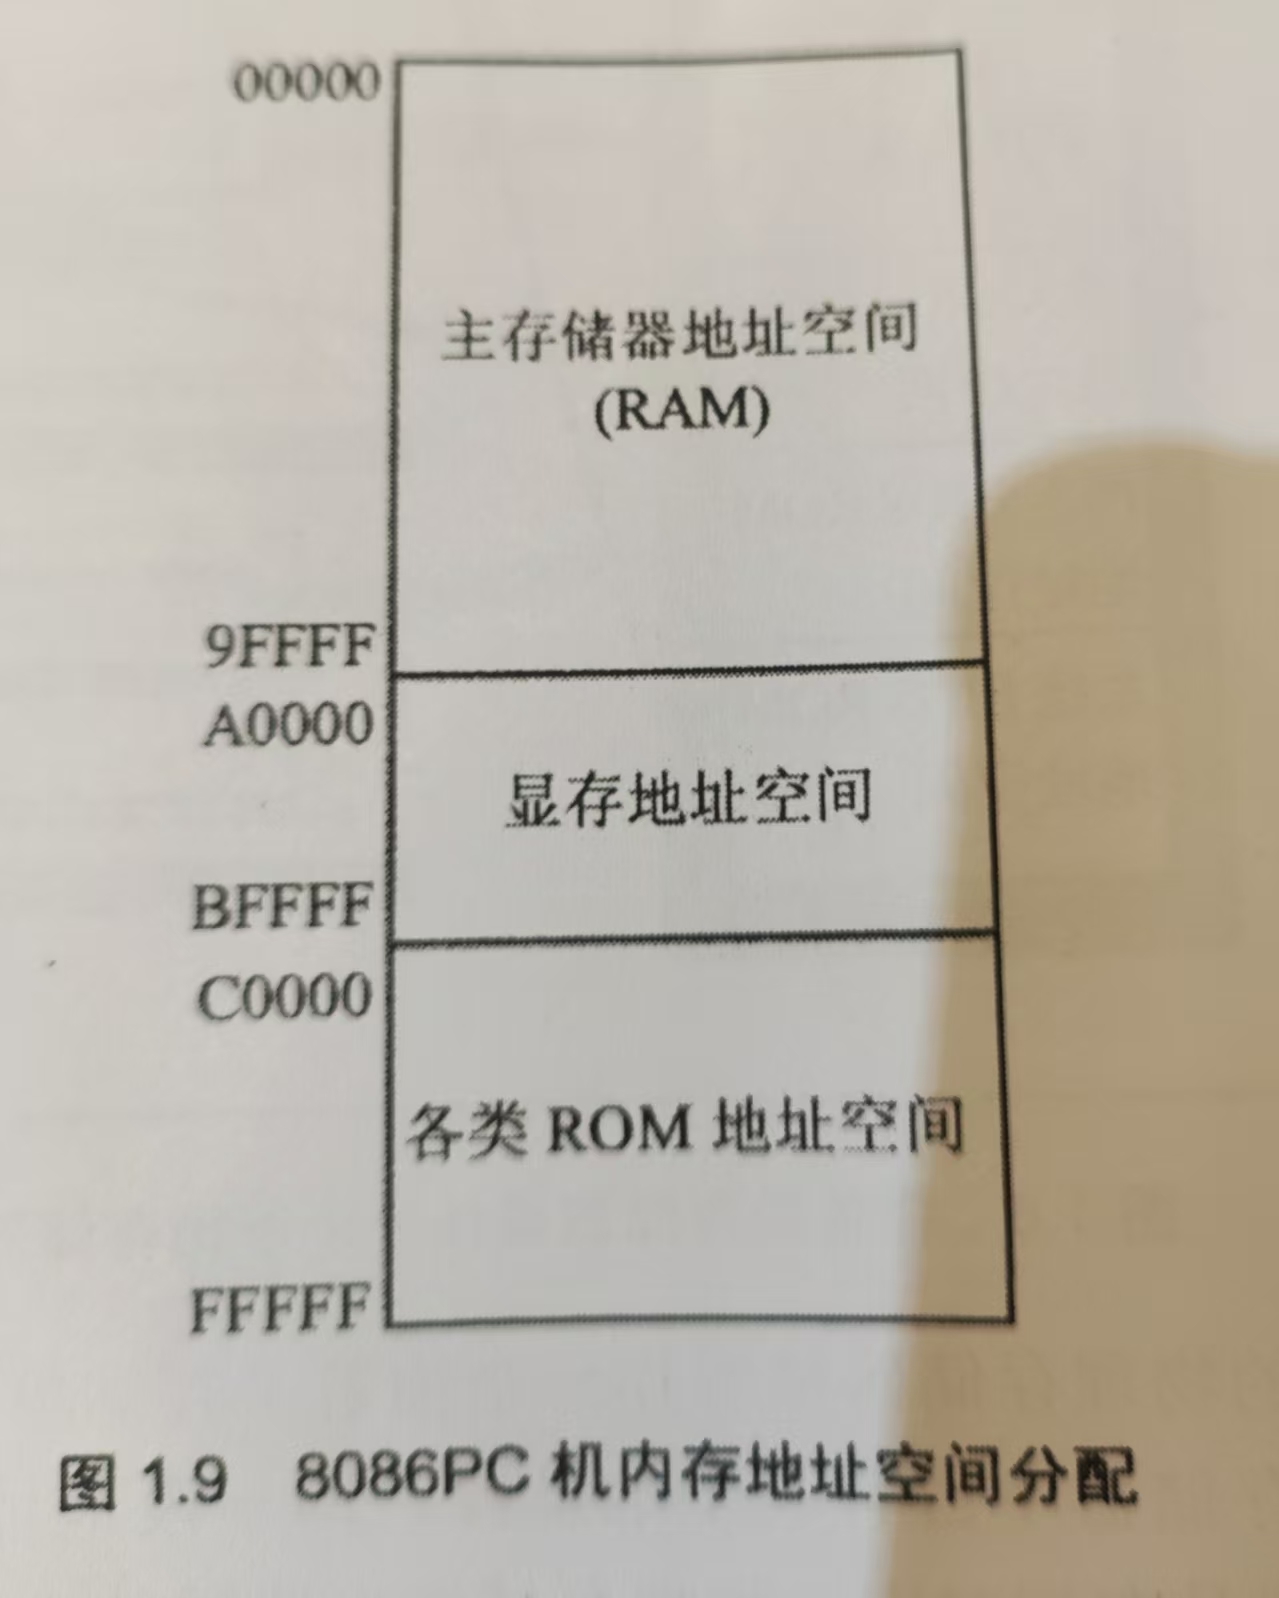 00000
主存储器地址空间
(RAM)
9FFFF
A0000
显存地址空间
BFFFF
C0000
各类 ROM 地址空间
FFFFF
图 1.9 8086PC 机内存地址空间分配